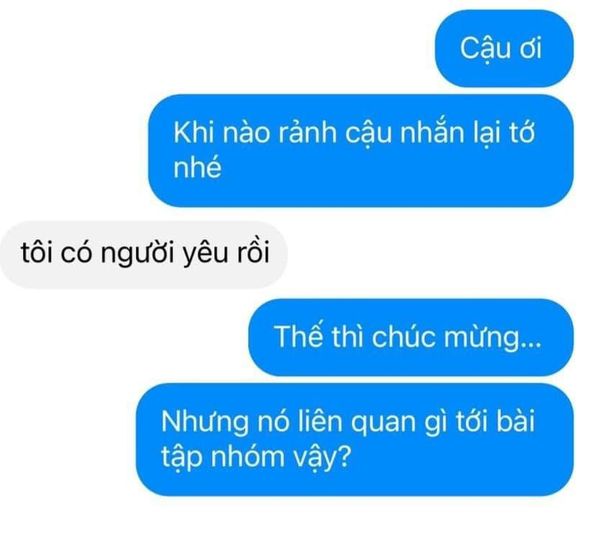 Cậu ơi
Khi nào rảnh cậu nhắn lại tớ
nhé
tôi có người yêu rồi
Thế thì chúc mừng...
Nhưng nó liên quan gì tới bài
tập nhóm vậy?